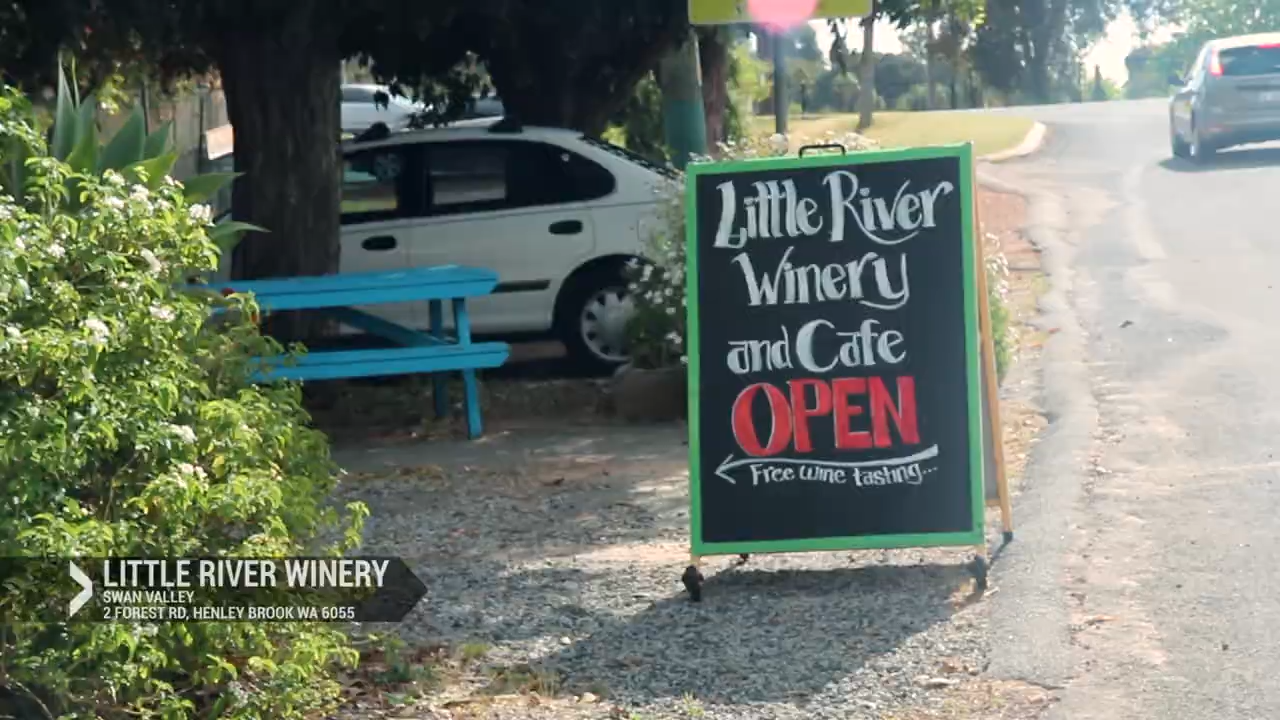 Little River
Winery
and Cafe
OPEN
Free wine tasting...
LITTLE RIVER WINERY
SWAN VALLEY
2 FOREST RD, HENLEY BROOK WA 6055